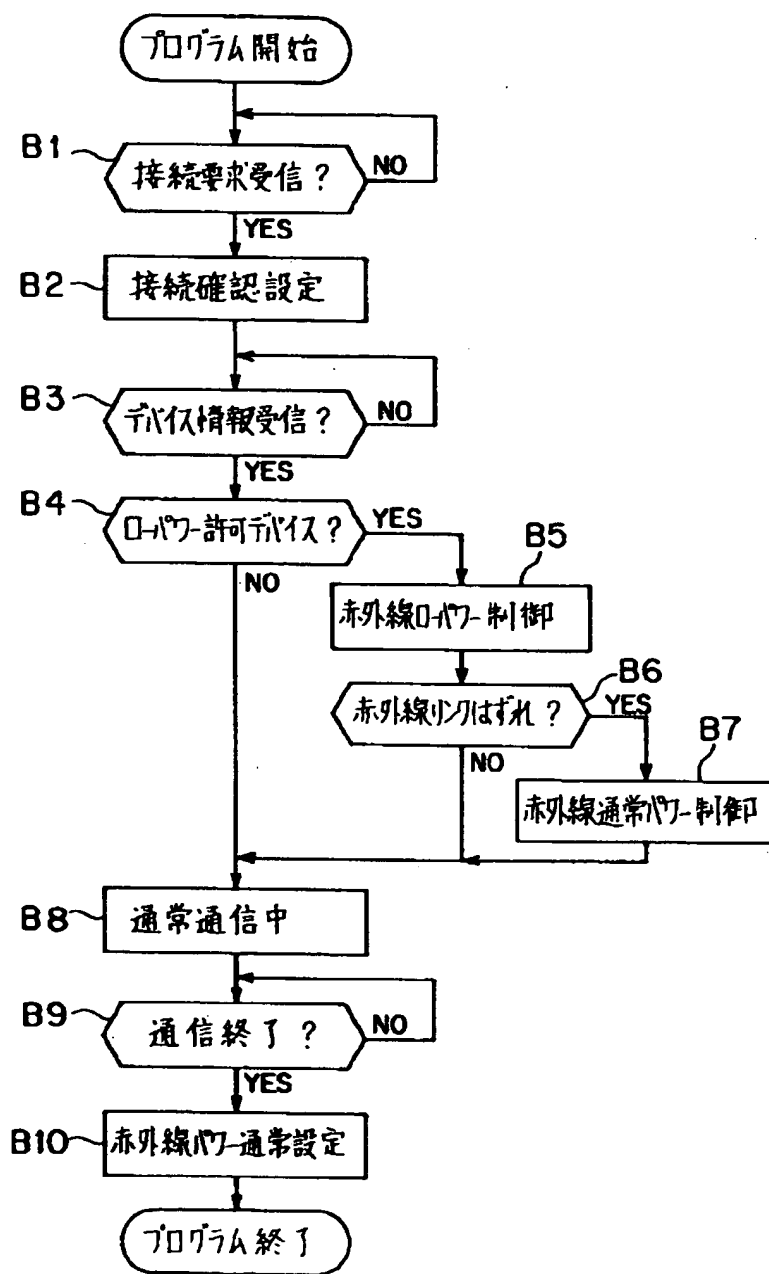 プログラム開始
B1
接続要求受信?
NO
YES
B2
接続確認設定
B3
デバイス情報受信?
NO
YES
B4
ローパワー許可デバイス?
YES
NO
B5
赤外線ローパワー制御
B6
赤外線リンクはずれ?
YES
NO
B7
赤外線通常パワー制御
B8
通常通信中
B9
通信終了?
NO
YES
B10
赤外線パワー通常設定
プログラム終了